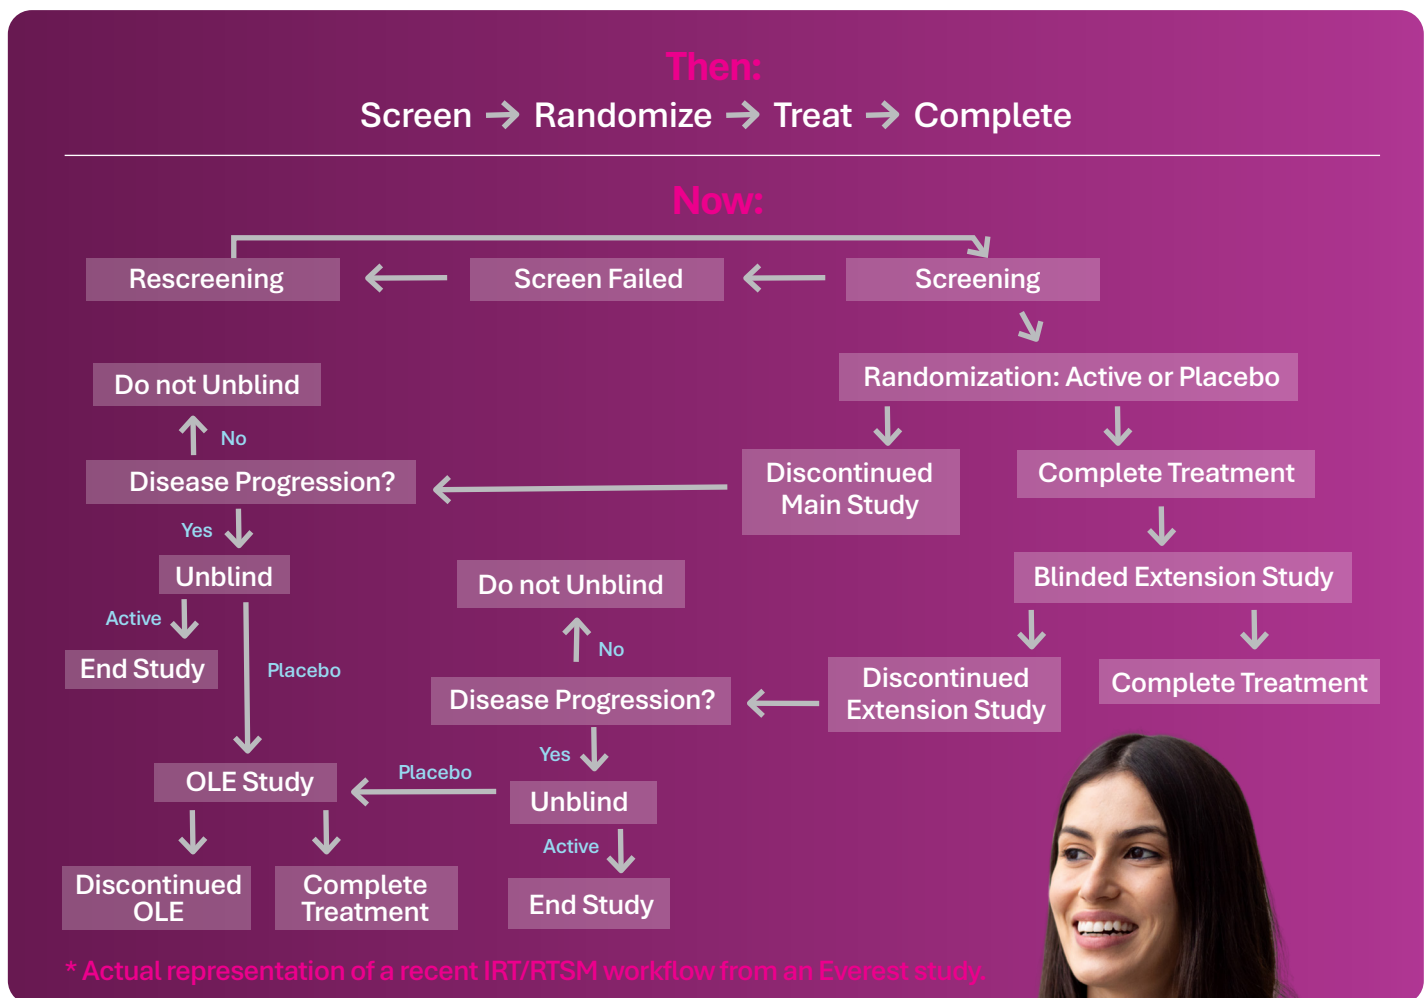 Then:
Screen → Randomize → Treat → Complete
Now:
Rescreening
Screen Failed
Screening
Randomization: Active or Placebo
Do not Unblind
No
Disease Progression?
Discontinued
Main Study
Complete Treatment
Yes
Unblind
Blinded Extension Study
Do not Unblind
Active
No
End Study
Placebo
Disease Progression?
Discontinued
Extension Study
Complete Treatment
Yes
Placebo
OLE Study
Unblind
Active
Discontinued
OLE
Complete
Treatment
End Study
* Actual representation of a recent IRT/RTSM workflow from an Everest study.